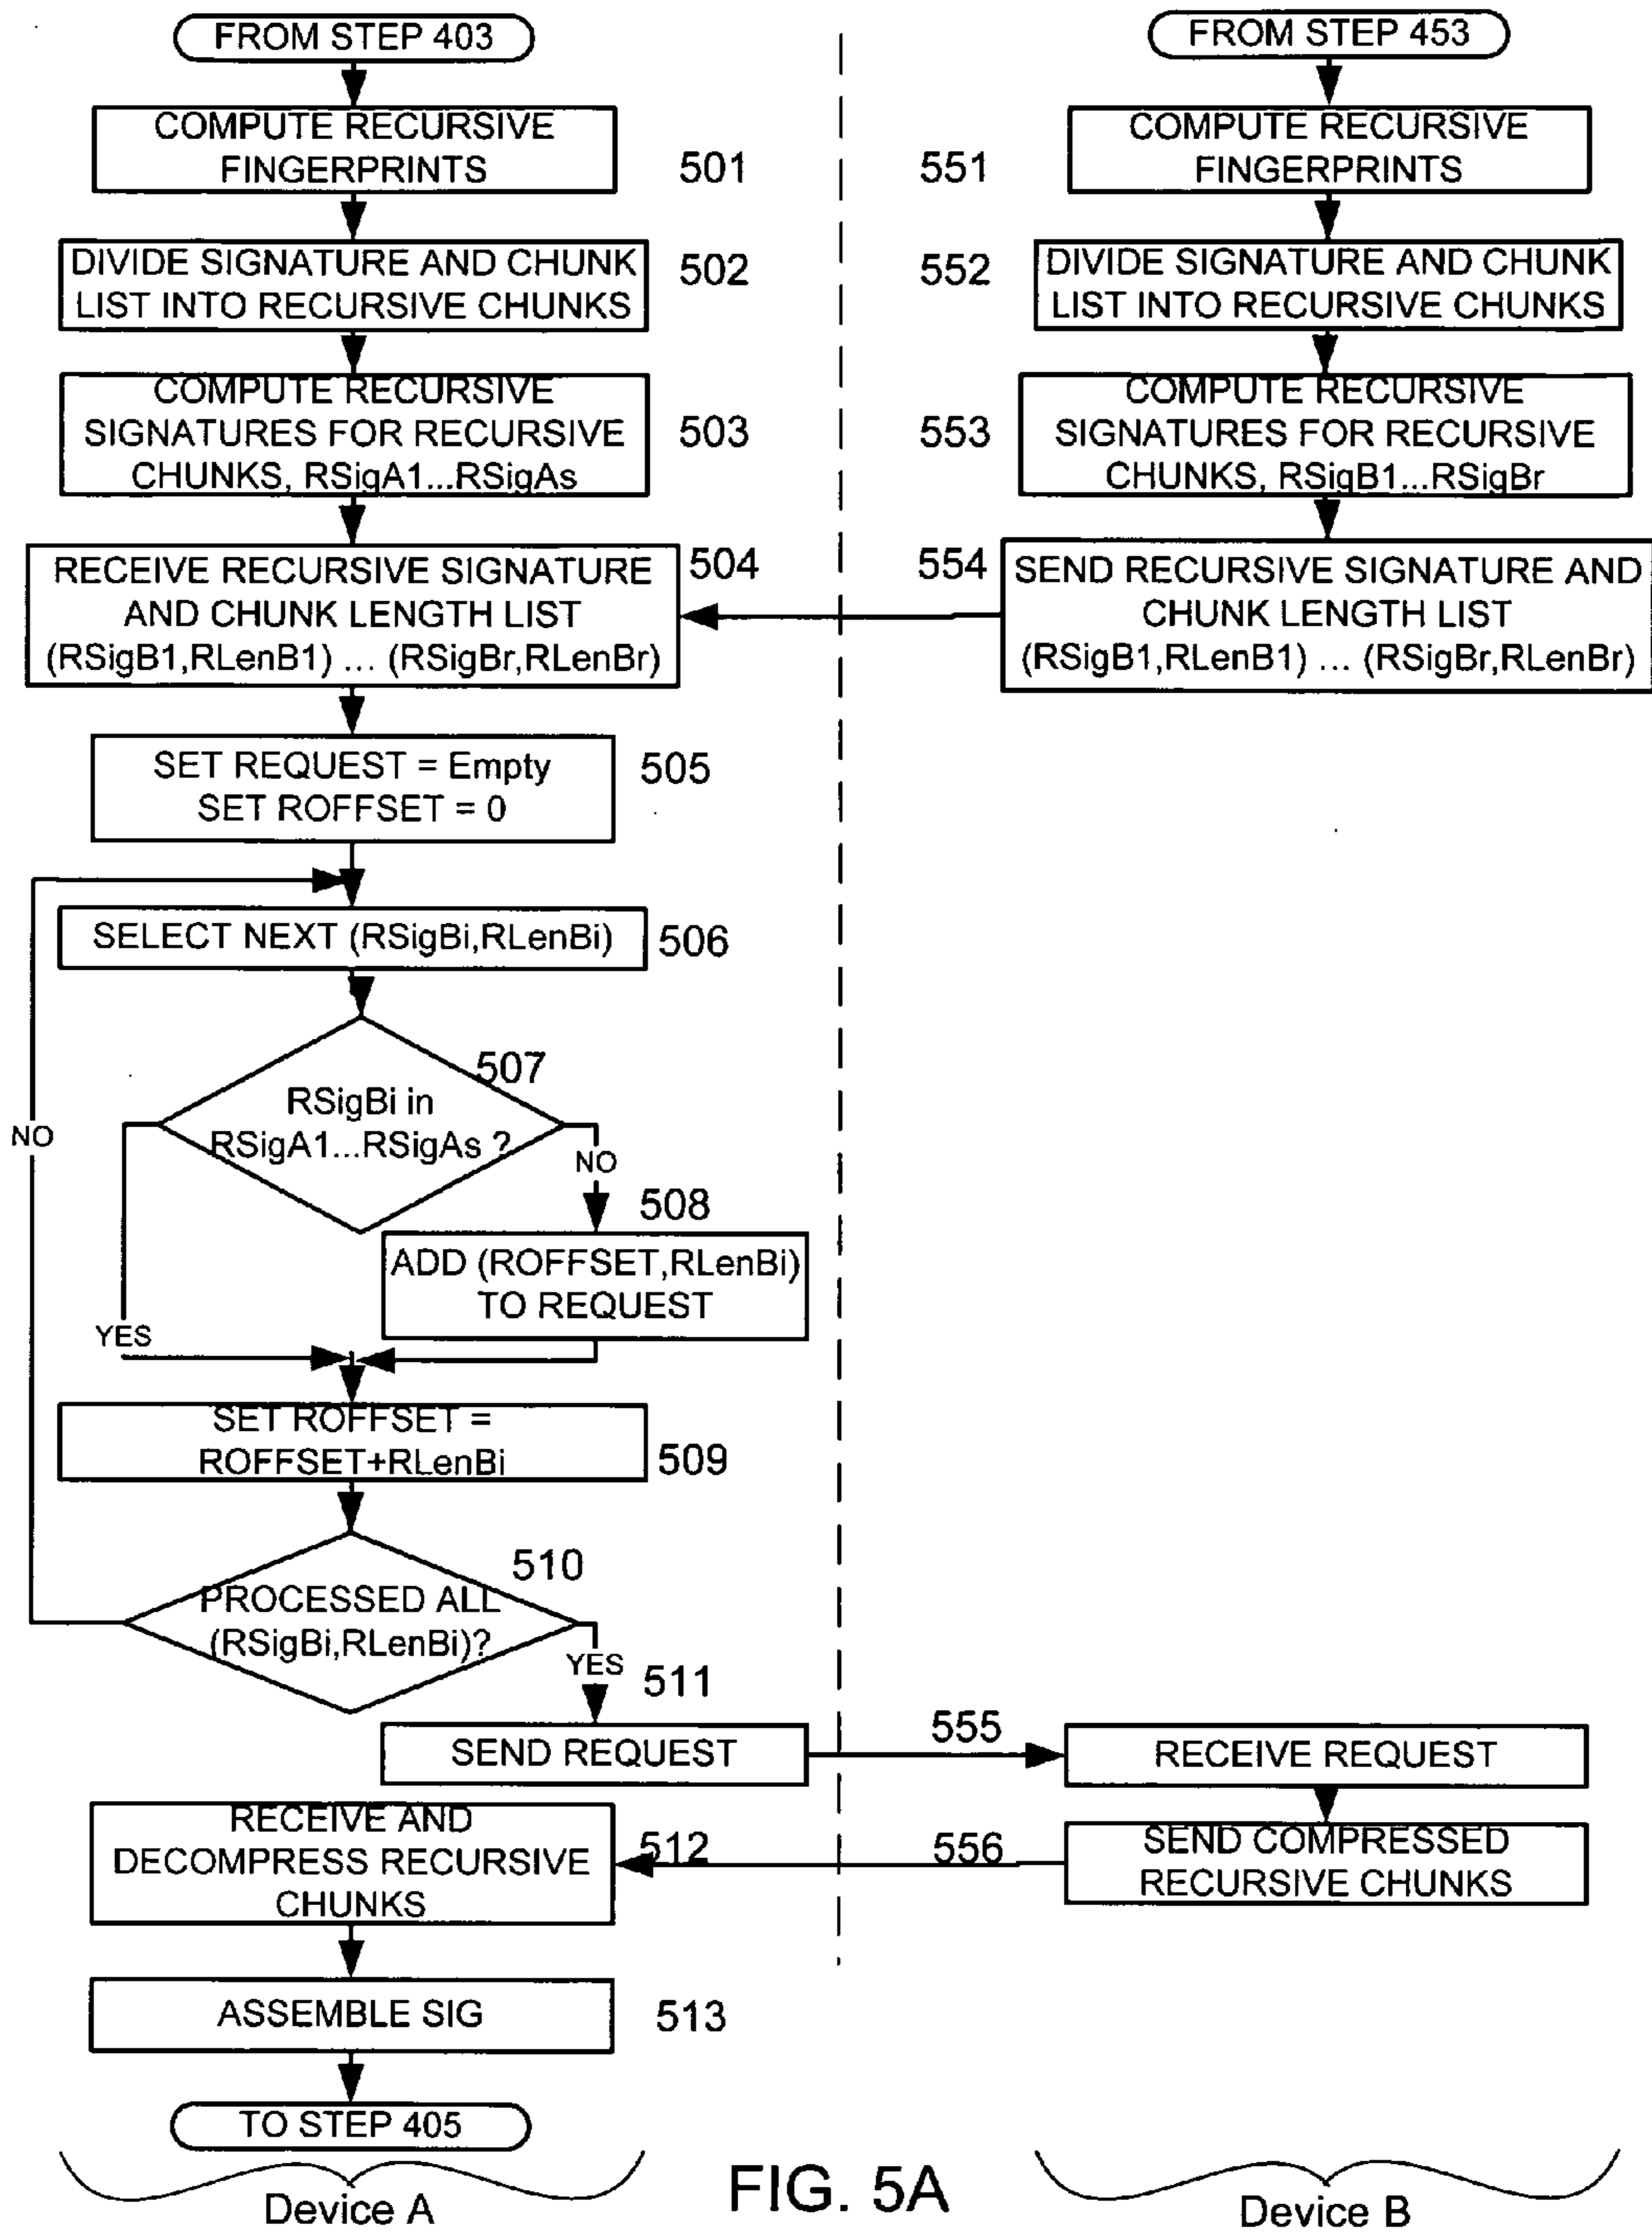 FROM STEP 403
COMPUTE RECURSIVE
FINGERPRINTS
501
DIVIDE SIGNATURE AND CHUNK
LIST INTO RECURSIVE CHUNKS
502
COMPUTE RECURSIVE
SIGNATURES FOR RECURSIVE
CHUNKS, RSigA1...RSigAs
503
RECEIVE RECURSIVE SIGNATURE
AND CHUNK LENGTH LIST
(RSigB1,RLenB1) ... (RSigBr,RLenBr)
504
SET REQUEST = Empty
SET ROFFSET = 0
505
SELECT NEXT (RSigBi,RLenBi)
506
507
RSigBi in
RSigA1...RSigAs ?
NO
NO
508
ADD (ROFFSET,RLenBi)
TO REQUEST
YES
SET ROFFSET =
ROFFSET+RLenBi
509
510
PROCESSED ALL
(RSigBi,RLenBi)?
YES
511
SEND REQUEST
RECEIVE AND
DECOMPRESS RECURSIVE
CHUNKS
512
ASSEMBLE SIG
513
TO STEP 405
Device A
FROM STEP 453
551
COMPUTE RECURSIVE
FINGERPRINTS
552
DIVIDE SIGNATURE AND CHUNK
LIST INTO RECURSIVE CHUNKS
553
COMPUTE RECURSIVE
SIGNATURES FOR RECURSIVE
CHUNKS, RSigB1...RSigBr
554
SEND RECURSIVE SIGNATURE AND
CHUNK LENGTH LIST
(RSigB1,RLenB1) ... (RSigBr,RLenBr)
555
RECEIVE REQUEST
556
SEND COMPRESSED
RECURSIVE CHUNKS
Device B
FIG. 5A